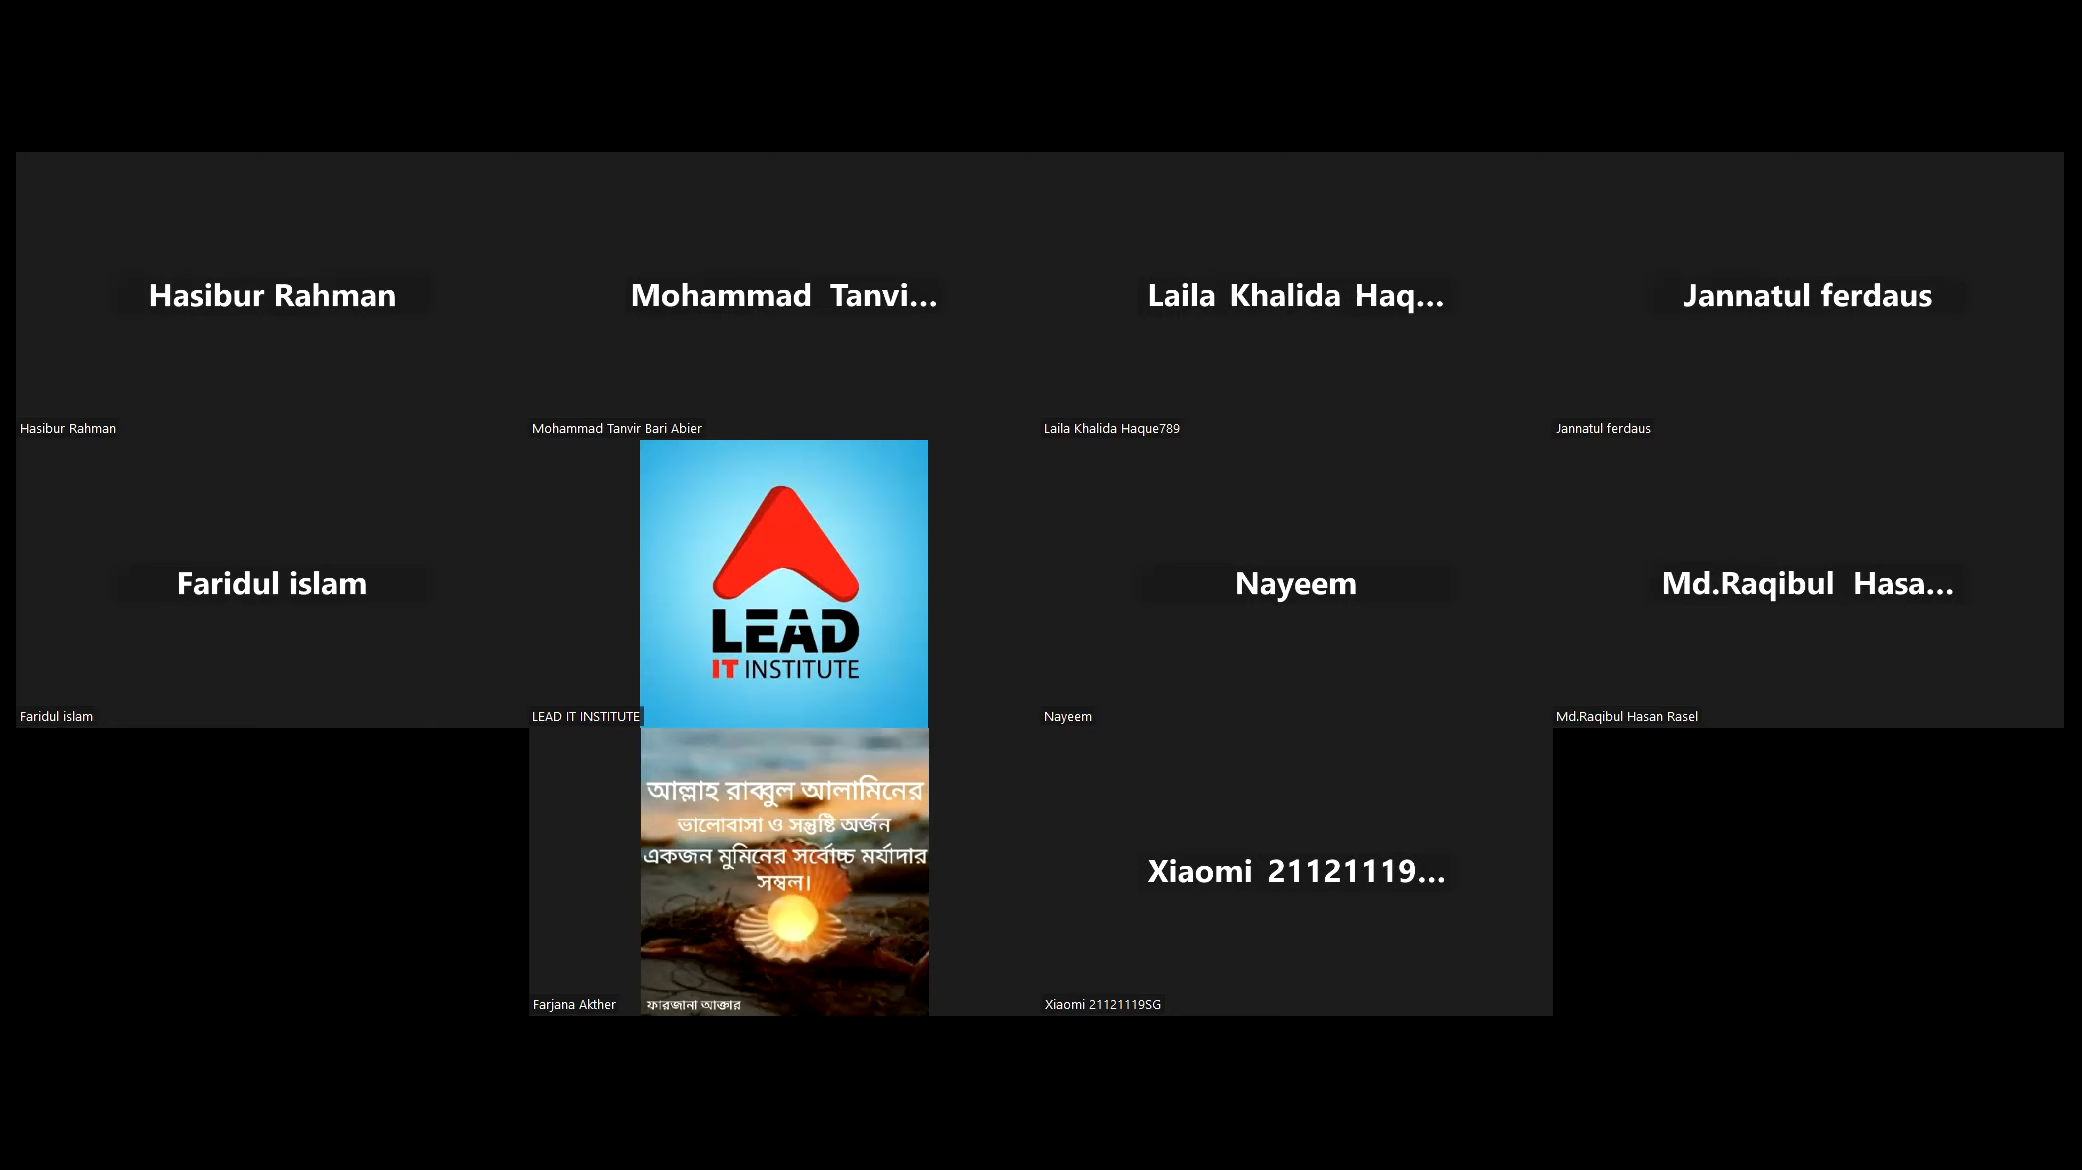 Hasibur Rahman
Mohammad Tanvi...
Laila Khalida Haq...
Jannatul ferdaus
Hasibur Rahman
Mohammad Tanvir Bari Abier
Laila Khalida Haque789
Jannatul ferdaus
Faridul islam
LEAD
IT INSTITUTE
Nayeem
Md.Raqibul Hasa...
Faridul islam
LEAD IT INSTITUTE
Nayeem
Md.Raqibul Hasan Rasel
আল্লাহ রাব্বুল আলামিনের
ভালোবাসা ও সন্তুষ্টি অর্জন
একজন মুমিনের সর্বোচ্চ মর্যাদার
সম্বল।
Xiaomi 21121119...
Farjana Akther
ফারজানা আক্তার
Xiaomi 21121119SG